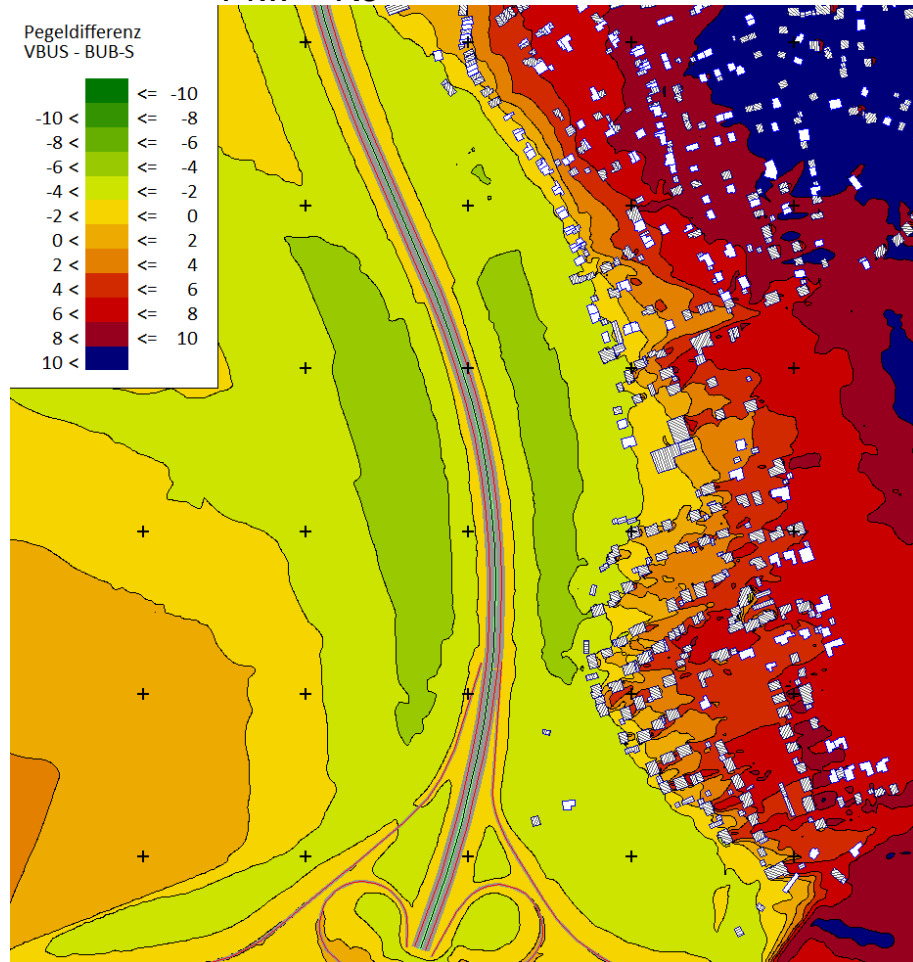 Pegeldifferenz
VBUS - BUB-S
<= -10
-10 < <= -8
-8 < <= -6
-6 < <= -4
-4 < <= -2
-2 < <= 0
0 < <= 2
2 < <= 4
4 < <= 6
6 < <= 8
8 < <= 10
10 <